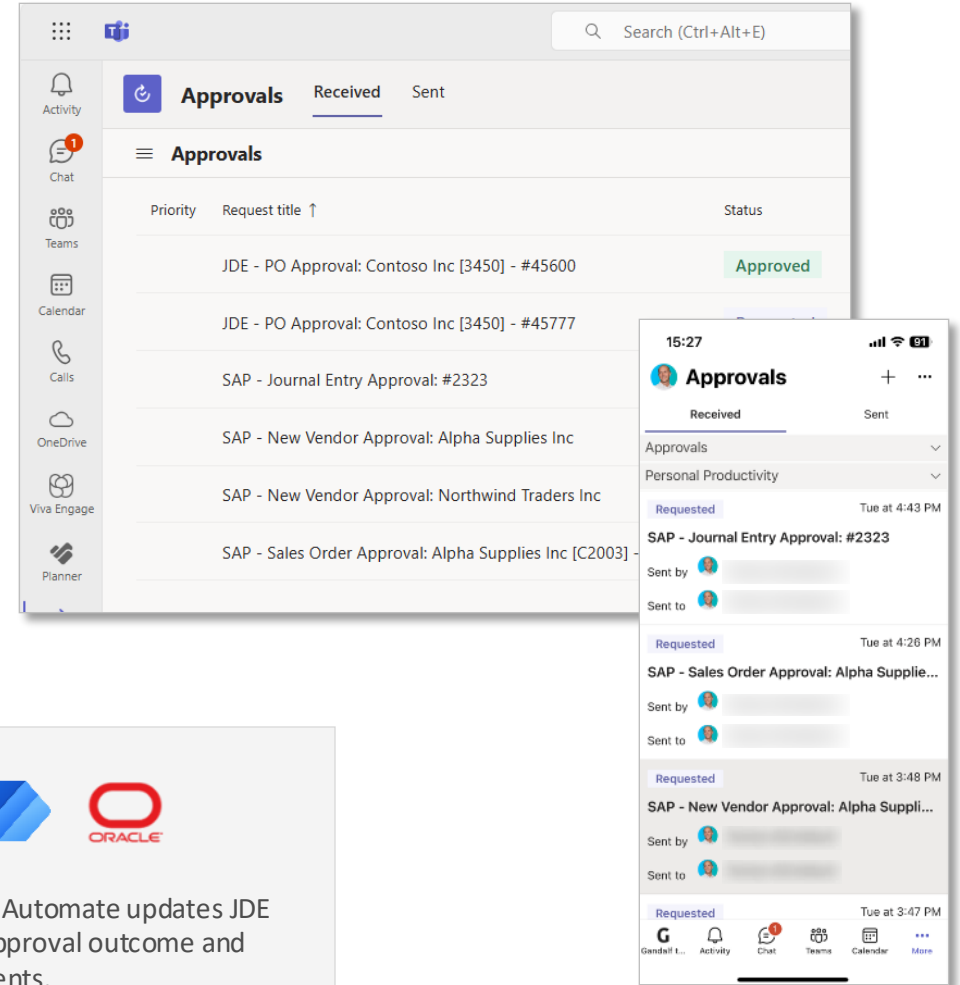 Search (Ctrl+Alt+E)
Activity
1
Chat
Teams
Calendar
Calls
OneDrive
Viva Engage
Planner
Approvals Received Sent
Approvals
Priority Request title ↑ Status
JDE - PO Approval: Contoso Inc [3450] - #45600 Approved
JDE - PO Approval: Contoso Inc [3450] - #45777
SAP - Journal Entry Approval: #2323
SAP - New Vendor Approval: Alpha Supplies Inc
SAP - New Vendor Approval: Northwind Traders Inc
SAP - Sales Order Approval: Alpha Supplies Inc [C2003] -
15:27 91
Approvals
Received Sent
Approvals
Personal Productivity
Requested Tue at 4:43 PM
SAP - Journal Entry Approval: #2323
Sent by
Sent to
Requested Tue at 4:26 PM
SAP - Sales Order Approval: Alpha Supplie...
Sent by
Sent to
Requested Tue at 3:48 PM
SAP - New Vendor Approval: Alpha Suppli...
Sent by
Sent to
Requested Tue at 3:47 PM
G 1
Gandalf t... Activity Chat Teams Calendar More
ORACLE
Automate updates JDE
pproval outcome and
ents.